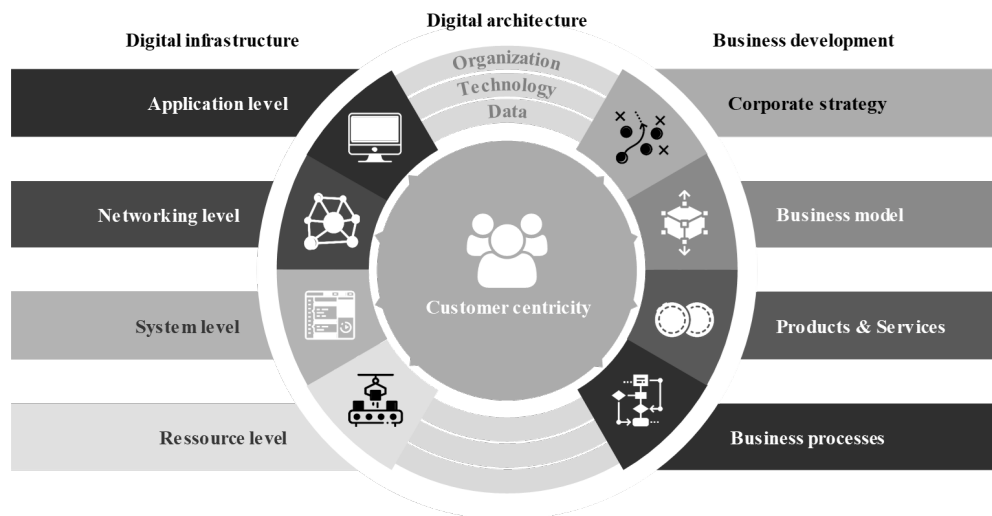 Digital architecture
Digital infrastructure
Business development
Organization
Technology
Data
Application level
Corporate strategy
Networking level
Business model
Customer centricity
System level
Products & Services
Ressource level
Business processes